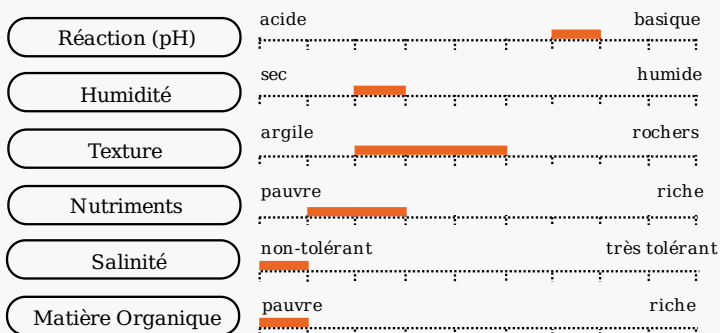 acide basique
Réaction (pH)
sec humide
Humidité
argile rochers
Texture
pauvre riche
Nutriments
non-tolérant très tolérant
Salinité
pauvre riche
Matière Organique